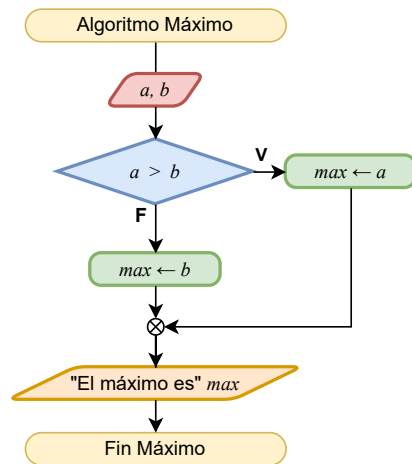 Algoritmo Máximo
a, b
a > b
V
max ← a
F
max ← b
"El máximo es" max
Fin Máximo